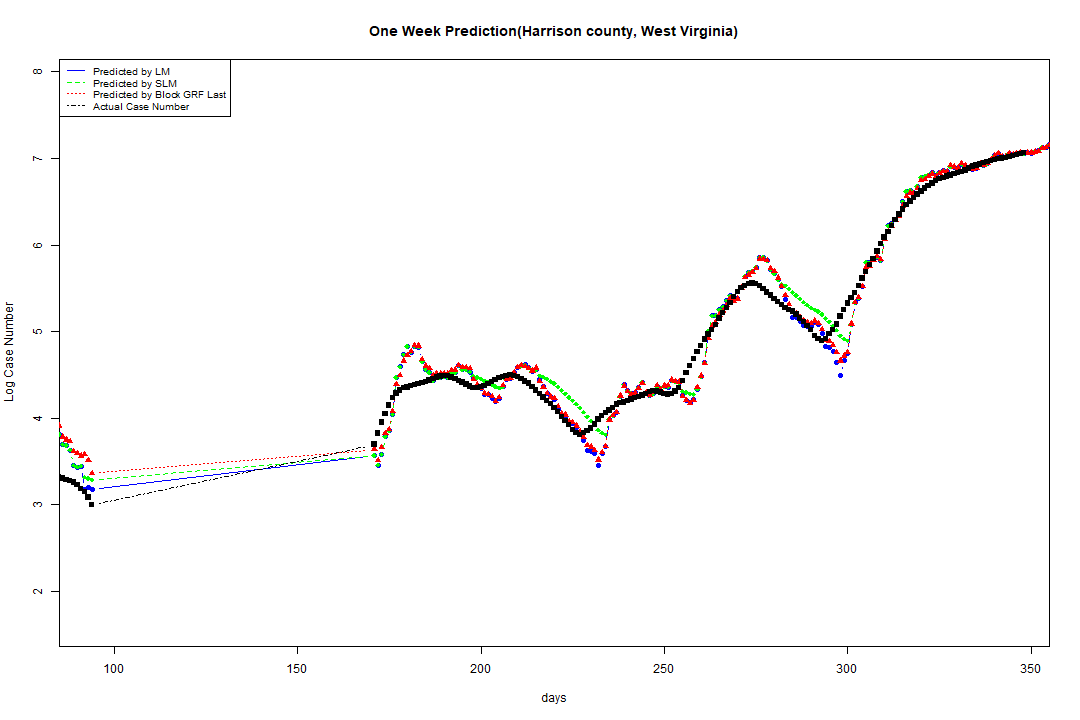 One Week Prediction(Harrison county, West Virginia)
Predicted by LM
Predicted by SLM
Predicted by Block GRF Last
Actual Case Number
8
7
6
5
4
3
2
Log Case Number
100 150 200 250 300 350
days